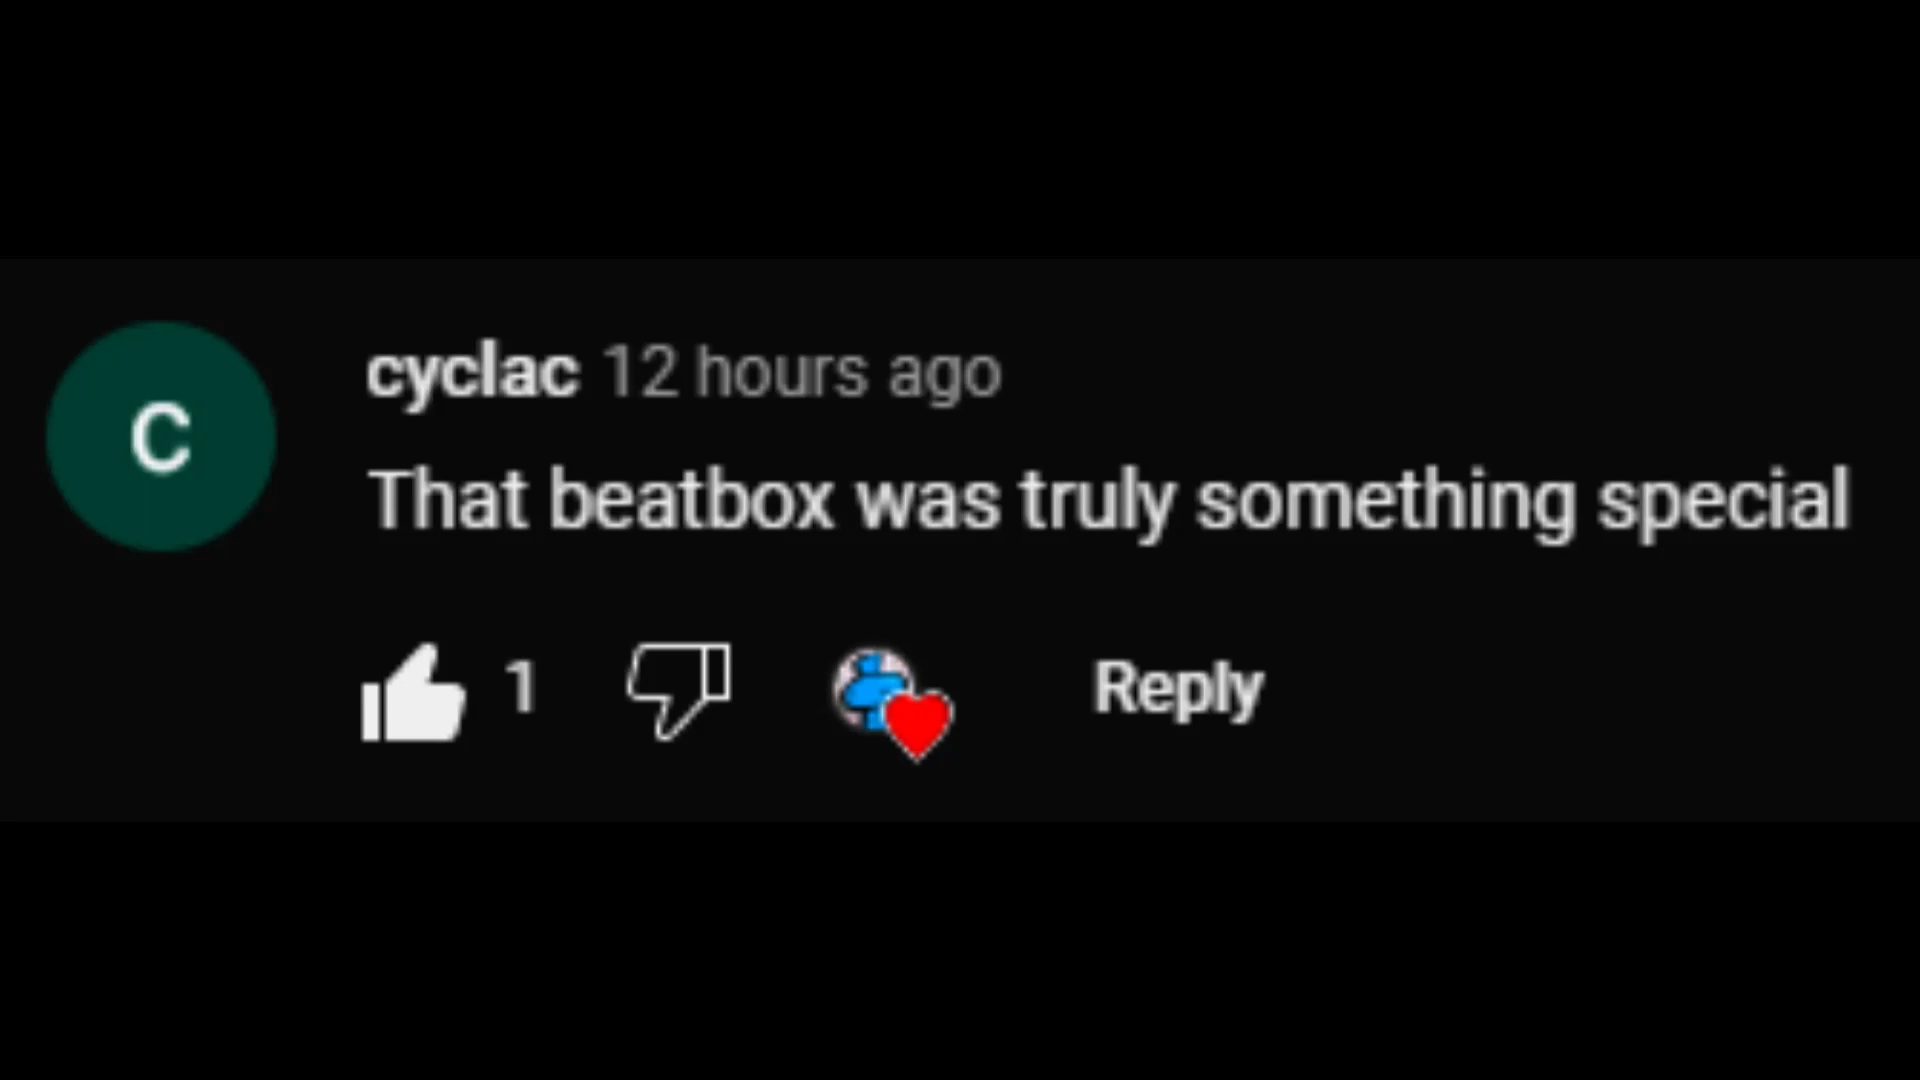 C
cyclac 12 hours ago
That beatbox was truly something special
1 Reply